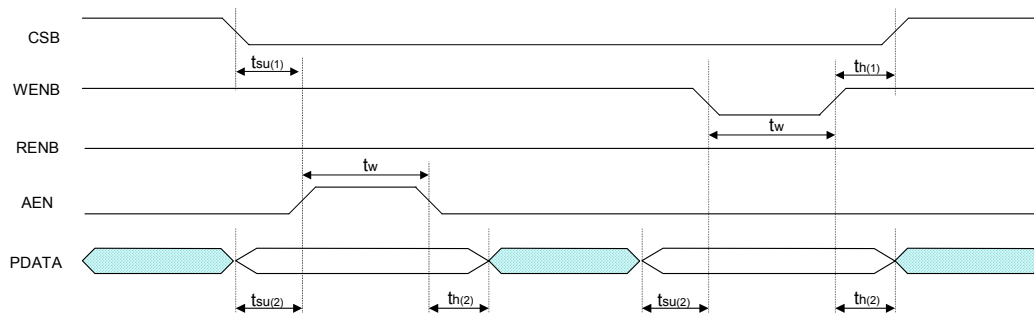 CSB
tsu(1)
th(1)
WENB
tw
RENB
tw
AEN
PDATA
tsu(2)
th(2)
tsu(2)
th(2)